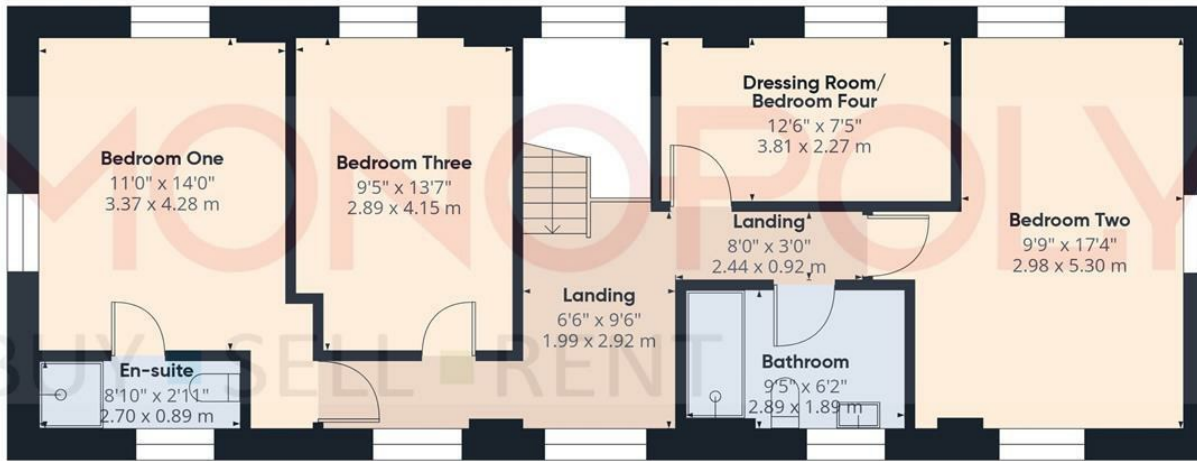 MONOPOLY
BUY ■ SELL ■ RENT
Bedroom One
11'0" x 14'0"
3.37 x 4.28 m
Bedroom Three
9'5" x 13'7"
2.89 x 4.15 m
Dressing Room/
Bedroom Four
12'6" x 7'5"
3.81 x 2.27 m
Landing
8'0" x 3'0"
2.44 x 0.92 m
Bedroom Two
9'9" x 17'4"
2.98 x 5.30 m
Landing
6'6" x 9'6"
1.99 x 2.92 m
En-suite
8'10" x 2'11"
2.70 x 0.89 m
Bathroom
9'5" x 6'2"
2.89 x 1.89 m